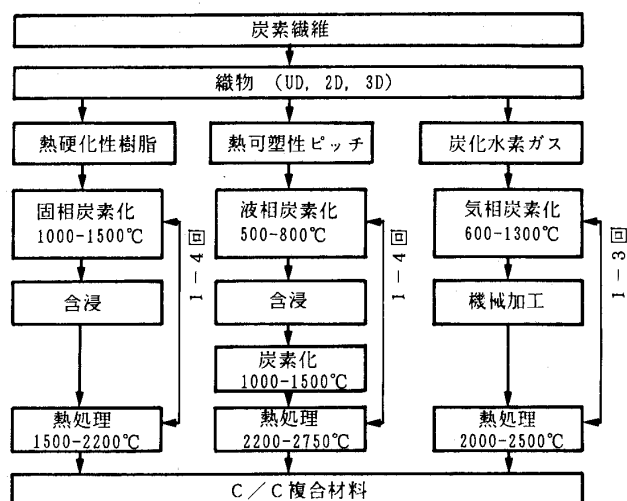 炭素繊維
織物 (UD, 2D, 3D)
熱硬化性樹脂
熱可塑性ピッチ
炭化水素ガス
固相炭素化
1000-1500℃
液相炭素化
500-800℃
気相炭素化
600-1300℃
1-4回
1-4回
1-3回
含浸
含浸
機械加工
炭素化
1000-1500℃
熱処理
1500-2200℃
熱処理
2200-2750℃
熱処理
2000-2500℃
C/C複合材料